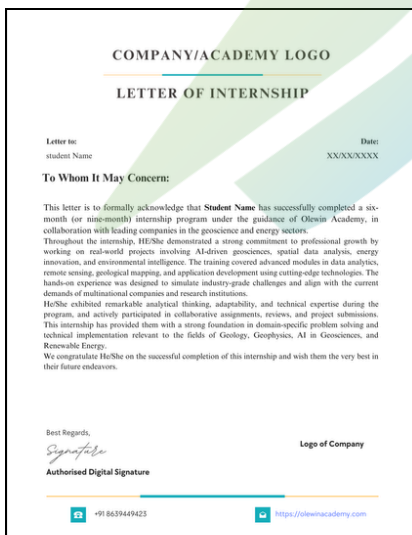 COMPANY/ACADEMY LOGO
LETTER OF INTERNSHIP
Letter to:
Date:
student Name
XX/XX/XXXX
To Whom It May Concern:
This letter is to formally acknowledge that Student Name has successfully completed a six-
month (or nine-month) internship program under the guidance of Olewin Academy, in
collaboration with leading companies in the geoscience and energy sectors.
Throughout the internship, HE/She demonstrated a strong commitment to professional growth by
working on real-world projects involving AI-driven geosciences, spatial data analysis, energy
innovation, and environmental intelligence. The training covered advanced modules in data analytics,
remote sensing, geological mapping, and application development using cutting-edge technologies. The
hands-on experience was designed to simulate industry-grade challenges and align with the current
demands of multinational companies and research institutions.
He/She exhibited remarkable analytical thinking, adaptability, and technical expertise during the
program, and actively participated in collaborative assignments, reviews, and project submissions.
This internship has provided them with a strong foundation in domain-specific problem solving and
technical implementation relevant to the fields of Geology, Geophysics, AI in Geosciences, and
Renewable Energy.
We congratulate He/She on the successful completion of this internship and wish them the very best in
their future endeavors.
Best Regards,
Signature
Logo of Company
Authorised Digital Signature
+91 8639449423
https://olewinacademy.com